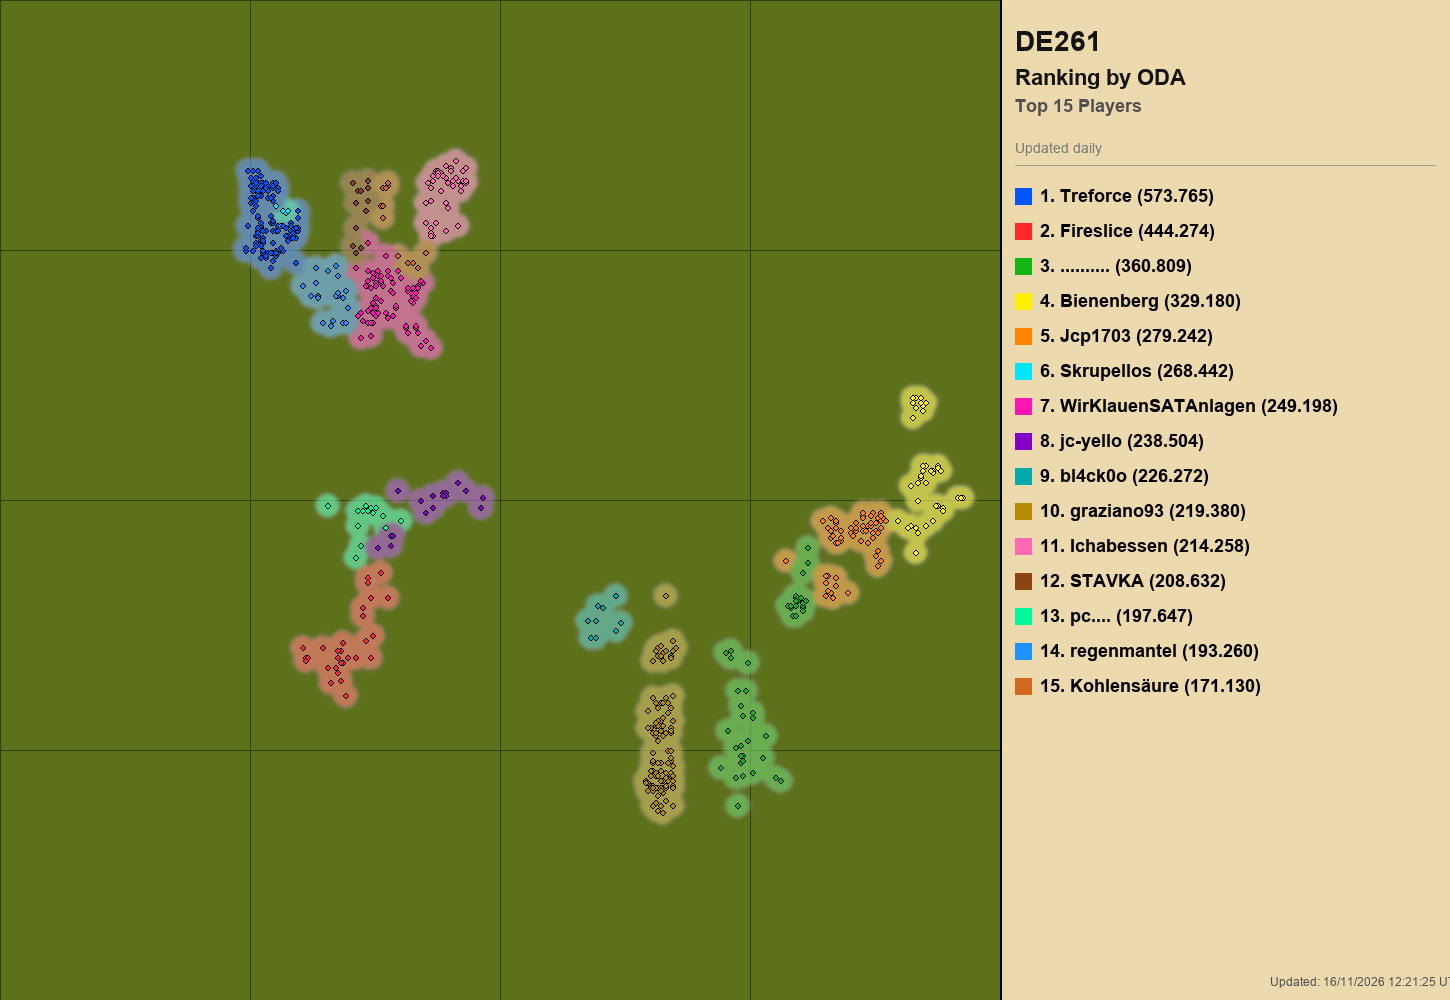 DE261
Ranking by ODA
Top 15 Players
Updated daily
1. Treforce (573.765)
2. Fireslice (444.274)
3. .......... (360.809)
4. Bienenberg (329.180)
5. Jcp1703 (279.242)
6. Skrupellos (268.442)
7. WirKlauenSATAnlagen (249.198)
8. jc-yello (238.504)
9. bl4ck0o (226.272)
10. graziano93 (219.380)
11. Ichabessen (214.258)
12. STAVKA (208.632)
13. pc.... (197.647)
14. regenmantel (193.260)
15. Kohlensäure (171.130)
Updated: 16/11/2026 12:21:25 U